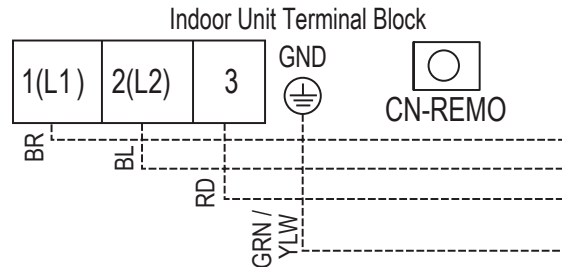 Indoor Unit Terminal Block
1(L1) 2(L2) 3 GND
CN-REMO
BR
BL
RD
GRN /
YLW